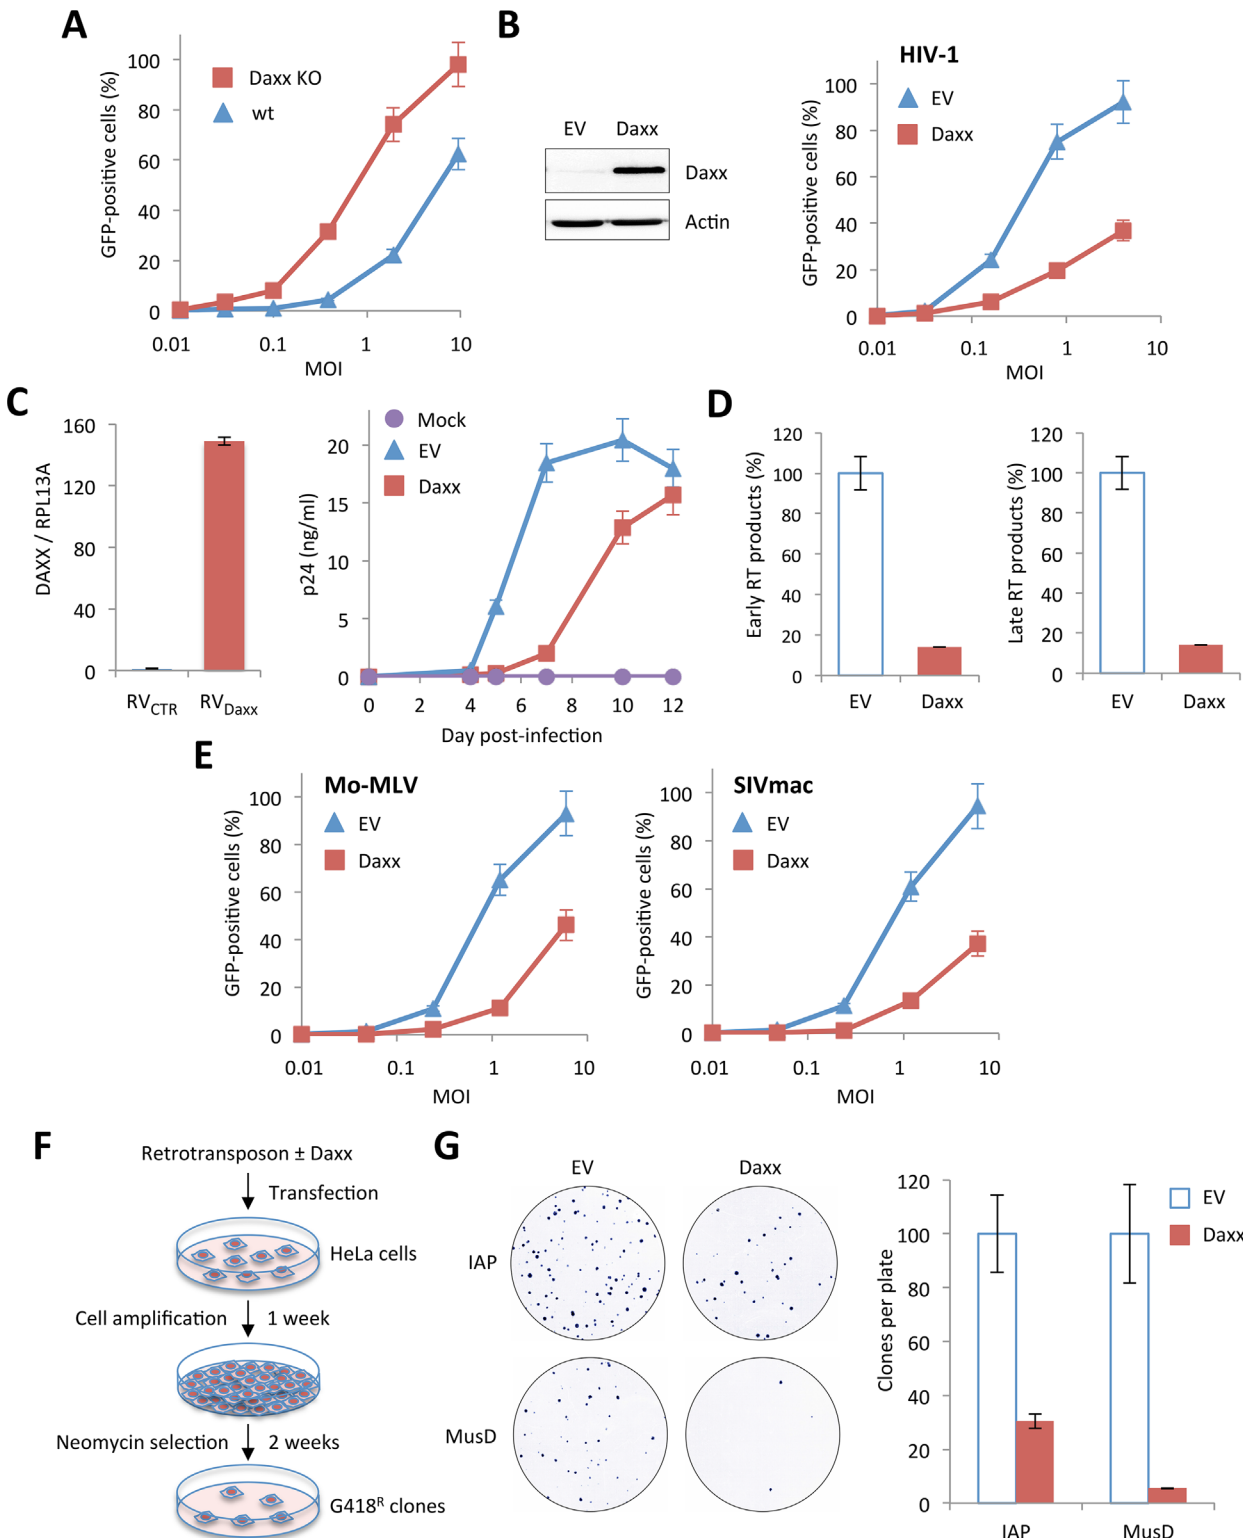 A
GFP-positive cells (%)
100
80
60
40
20
0
Daxx KO
wt
0.01 0.1 1 10
MOI
B
EV Daxx
Daxx
Actin
HIV-1
GFP-positive cells (%)
100
80
60
40
20
0
EV
Daxx
0.01 0.1 1 10
MOI
C
DAXX / RPL13A
160
120
80
40
0
RVCTR RVDaxx
p24 (ng/ml)
20
15
10
5
0
Mock
EV
Daxx
0 2 4 6 8 10 12
Day post-infection
D
Early RT products (%)
120
100
80
60
40
20
0
EV Daxx
Late RT products (%)
120
100
80
60
40
20
0
EV Daxx
E
Mo-MLV
GFP-positive cells (%)
100
80
60
40
20
0
EV
Daxx
0.01 0.1 1 10
MOI
SIVmac
GFP-positive cells (%)
100
80
60
40
20
0
EV
Daxx
0.01 0.1 1 10
MOI
F
Retrotransposon ± Daxx
Transfection
HeLa cells
Cell amplification 1 week
Neomycin selection 2 weeks
G418R clones
G
EV Daxx
IAP
MusD
Clones per plate
120
100
80
60
40
20
0
EV
Daxx
IAP MusD